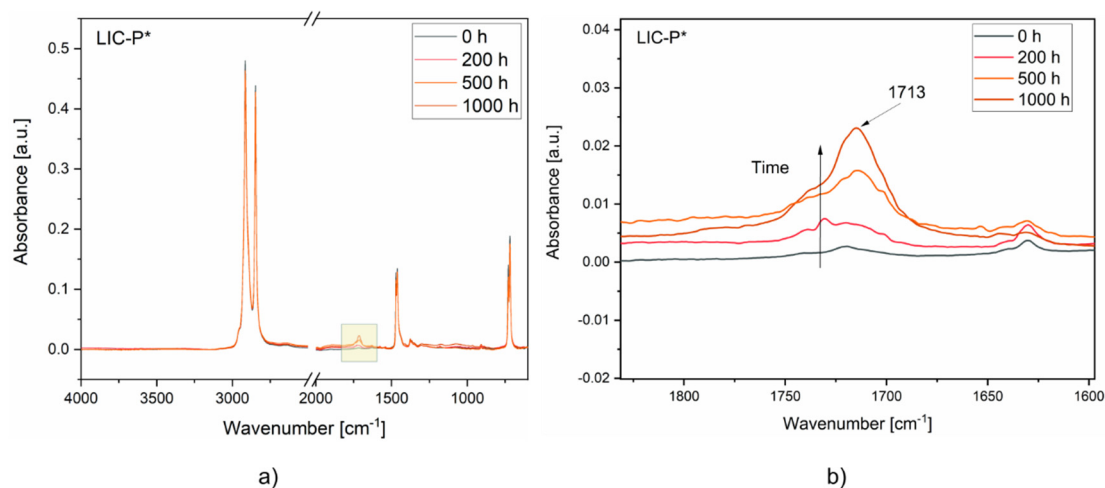 LIC-P*
0 h
200 h
500 h
1000 h
0.5
0.4
0.3
0.2
0.1
0.0
Absorbance [a.u.]
4000 3500 3000 2500 2000 1500 1000
Wavenumber [cm⁻¹]
a)
LIC-P*
0 h
200 h
500 h
1000 h
0.04
0.03
0.02
0.01
0.00
-0.01
-0.02
Absorbance [a.u.]
1713
Time
1800 1750 1700 1650 1600
Wavenumber [cm⁻¹]
b)